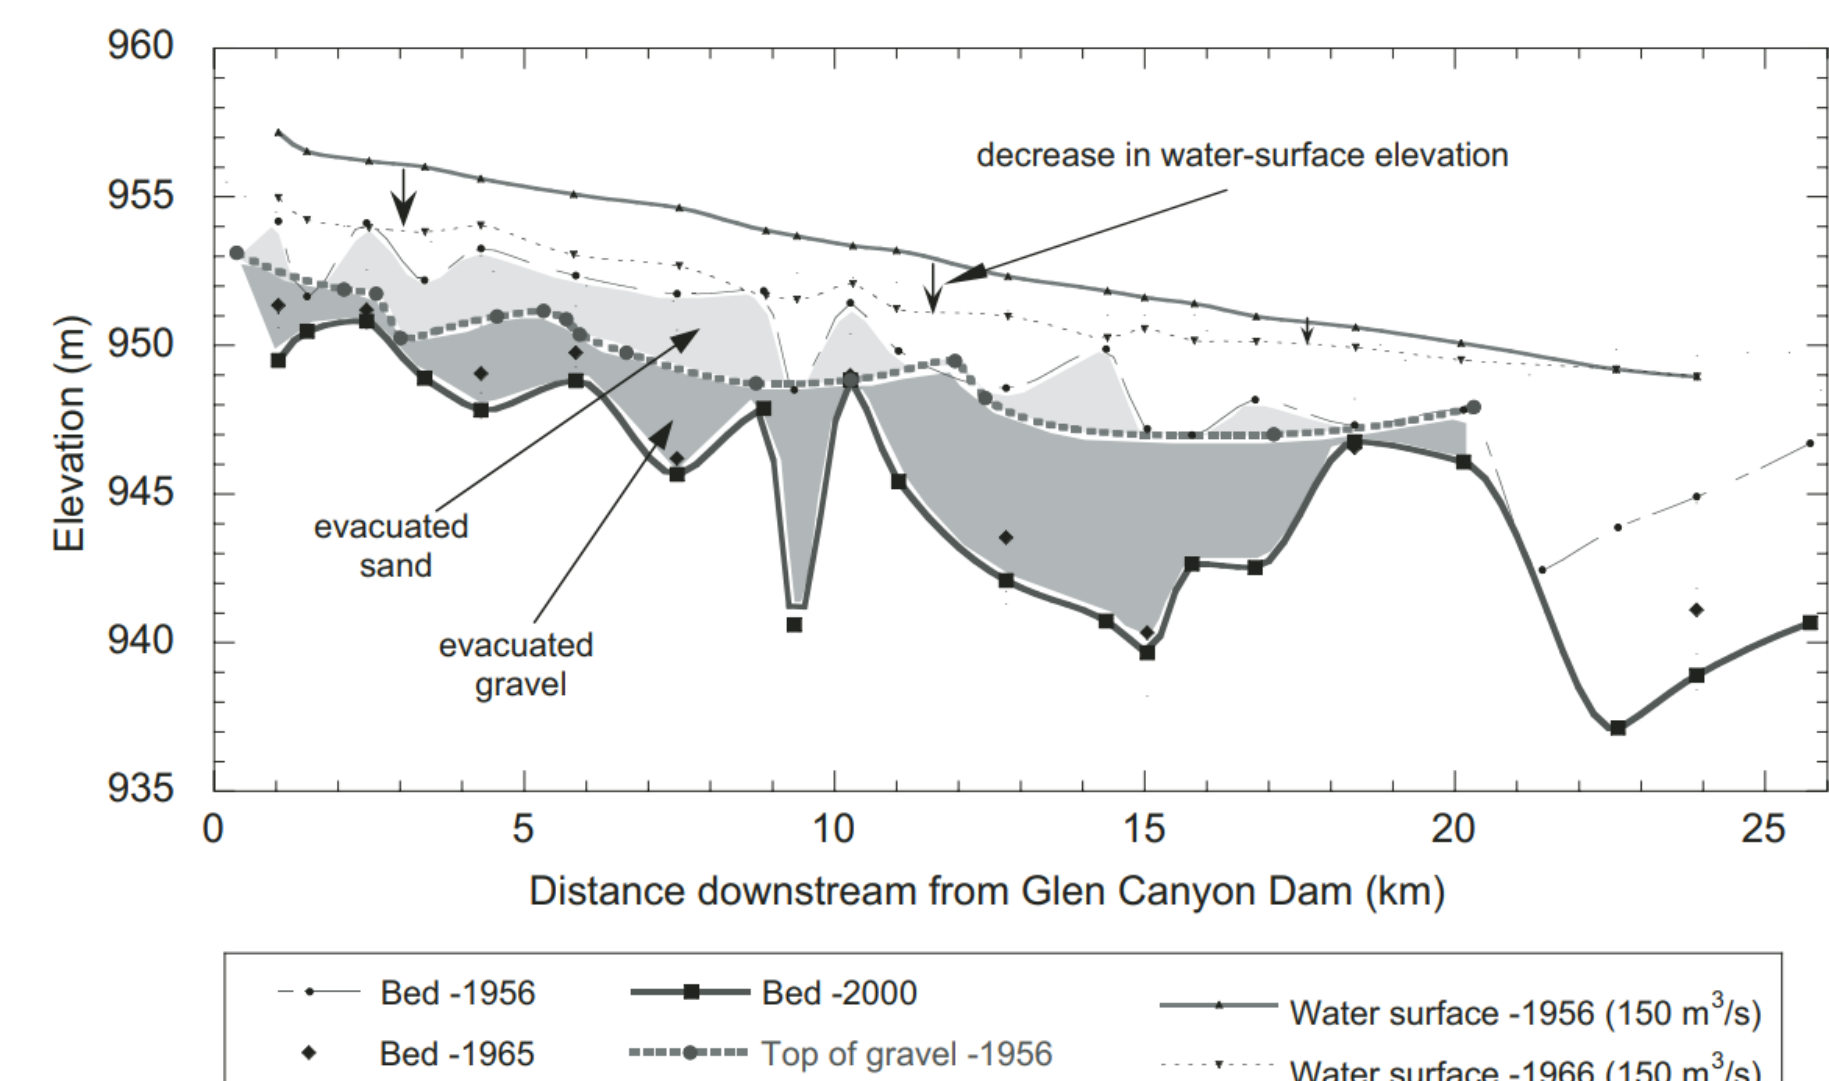 960
955
950
945
940
935
Elevation (m)
decrease in water-surface elevation
evacuated
sand
evacuated
gravel
0 5 10 15 20 25
Distance downstream from Glen Canyon Dam (km)
Bed -1956
Bed -2000
Water surface -1956 (150 m³/s)
Bed -1965
Top of gravel -1956
Water surface -1966 (150 m³/s)